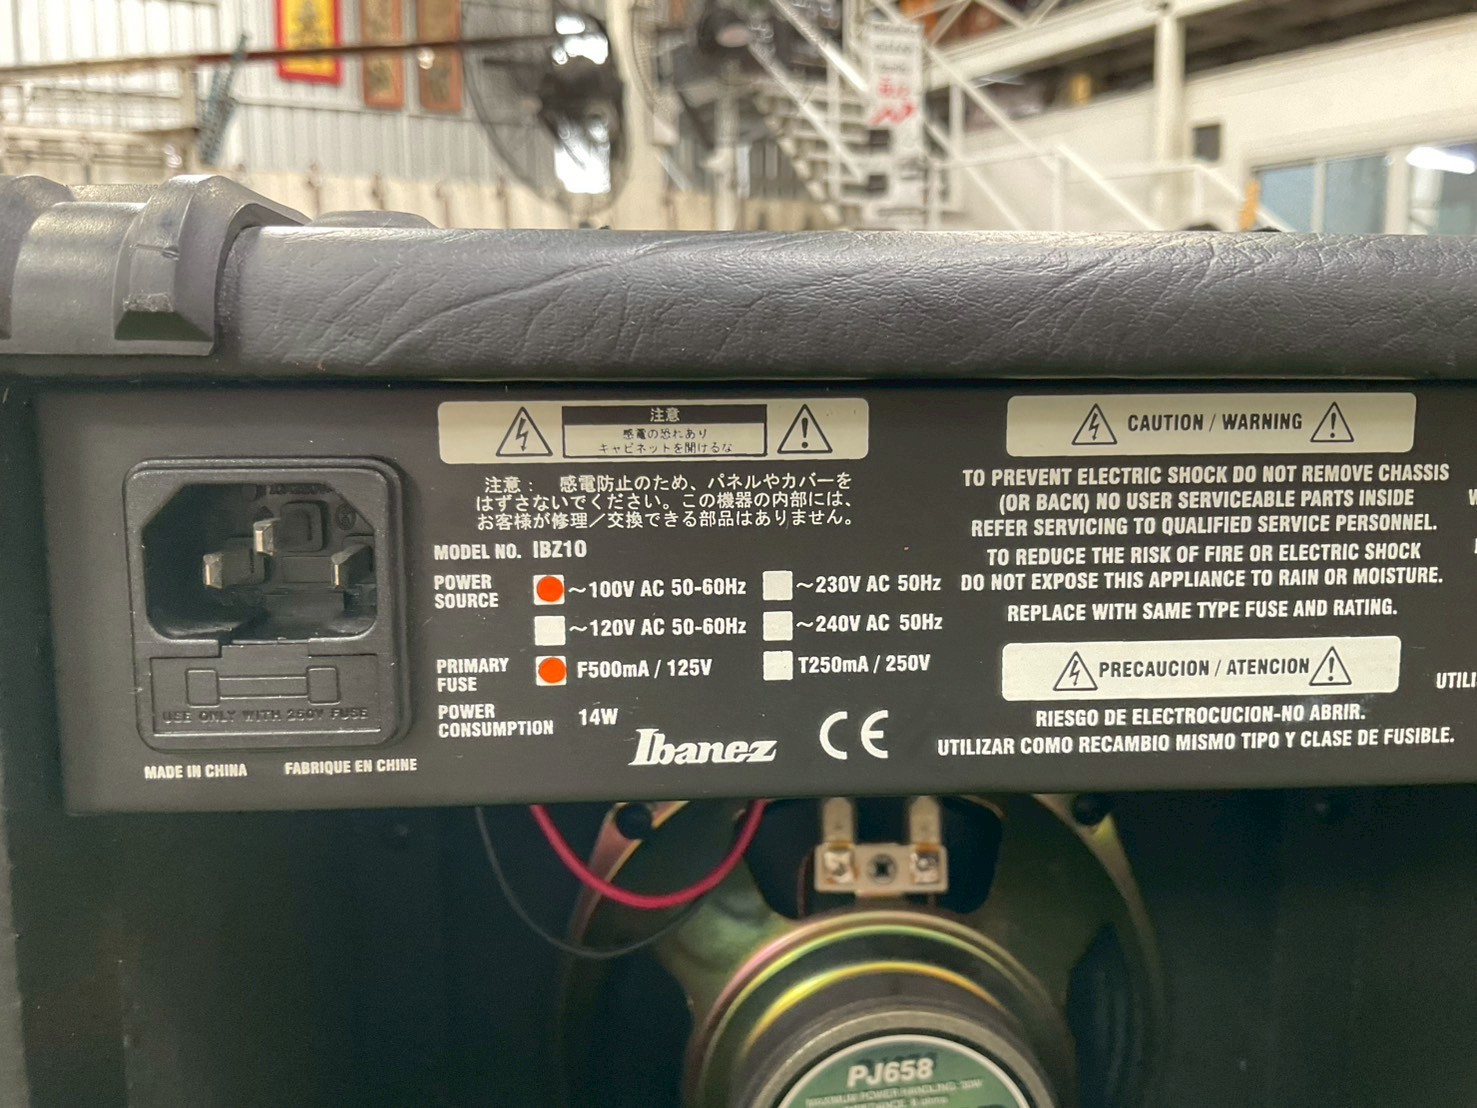 注意
感電の恐れあり
キャビネットを開けるな
注意： 感電防止のため、パネルやカバーを
はずさないでください。この機器の内部には、
お客様が修理／交換できる部品はありません。
MODEL NO. IBZ10
POWER SOURCE
～100V AC 50-60Hz
～230V AC 50Hz
～120V AC 50-60Hz
～240V AC 50Hz
PRIMARY FUSE
F500mA / 125V
T250mA / 250V
POWER CONSUMPTION
14W
Ibanez
CE
USE ONLY WITH 250V FUSE
MADE IN CHINA
FABRIQUE EN CHINE
CAUTION / WARNING
TO PREVENT ELECTRIC SHOCK DO NOT REMOVE CHASSIS
(OR BACK) NO USER SERVICEABLE PARTS INSIDE
REFER SERVICING TO QUALIFIED SERVICE PERSONNEL.
TO REDUCE THE RISK OF FIRE OR ELECTRIC SHOCK
DO NOT EXPOSE THIS APPLIANCE TO RAIN OR MOISTURE.
REPLACE WITH SAME TYPE FUSE AND RATING.
PRECAUCION / ATENCION
RIESGO DE ELECTROCUCION-NO ABRIR.
UTILIZAR COMO RECAMBIO MISMO TIPO Y CLASE DE FUSIBLE.
UTILI
PJ658
MAXIMUM POWER HANDLING